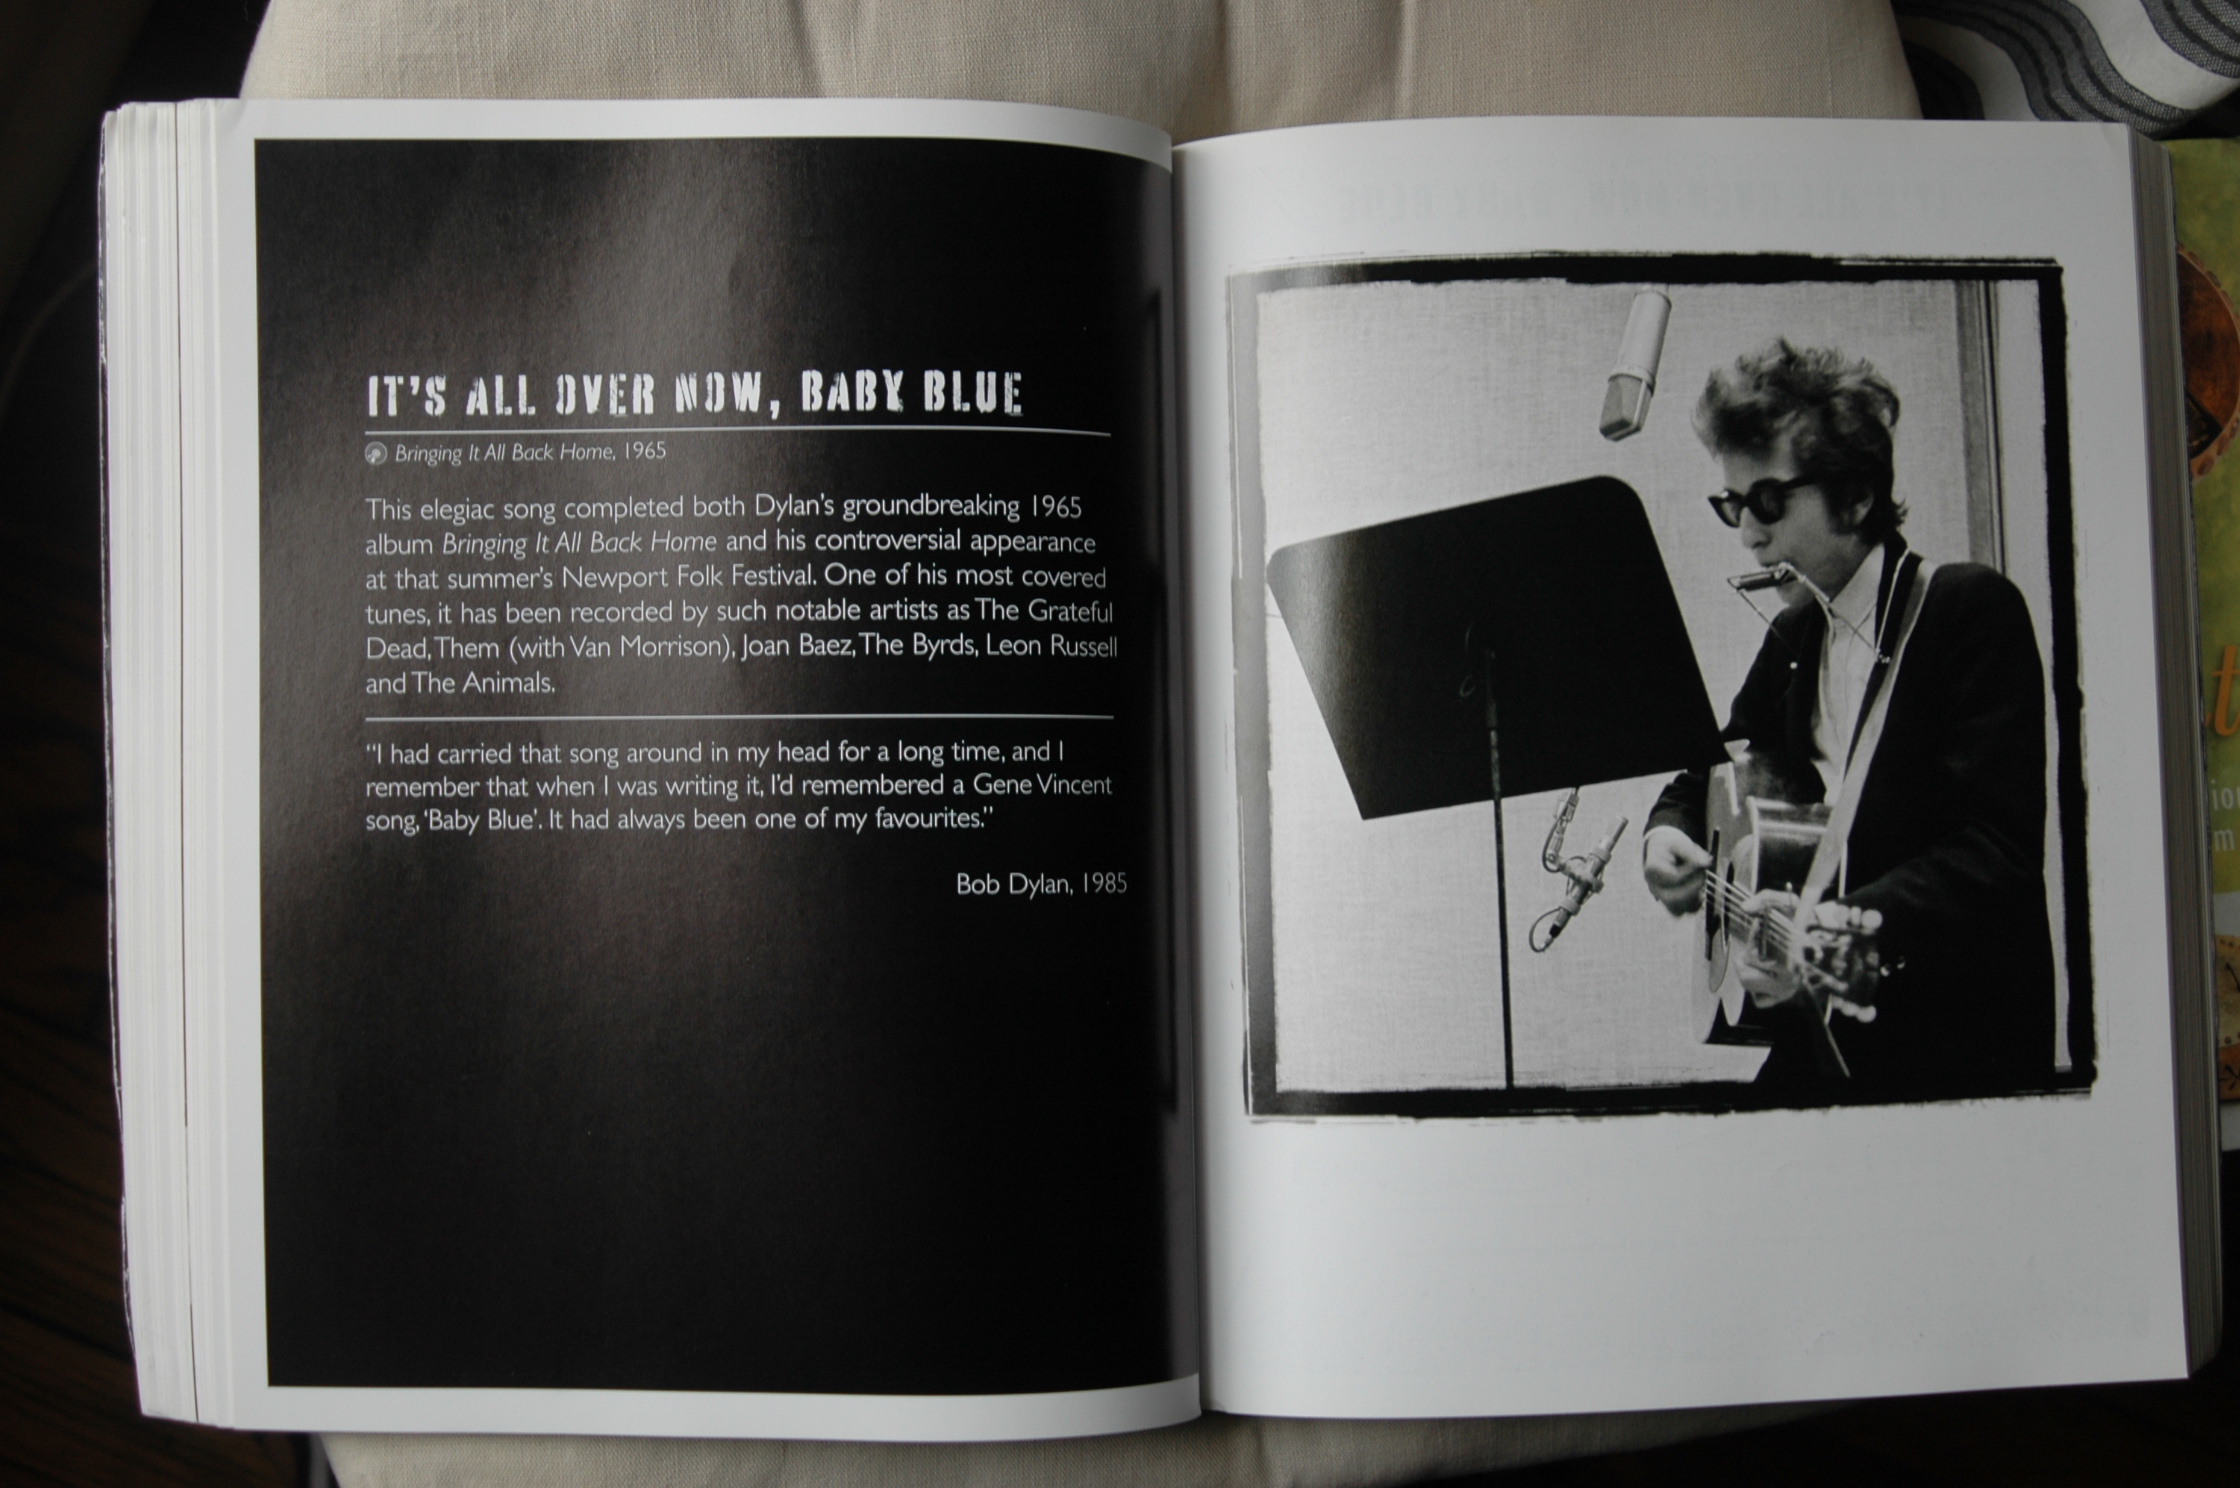 IT'S ALL OVER NOW, BABY BLUE
Bringing It All Back Home, 1965
This elegiac song completed both Dylan's groundbreaking 1965
album Bringing It All Back Home and his controversial appearance
at that summer's Newport Folk Festival. One of his most covered
tunes, it has been recorded by such notable artists as The Grateful
Dead, Them (with Van Morrison), Joan Baez, The Byrds, Leon Russell
and The Animals.
“I had carried that song around in my head for a long time, and I
remember that when I was writing it, I'd remembered a Gene Vincent
song, ‘Baby Blue’. It had always been one of my favourites.”
Bob Dylan, 1985